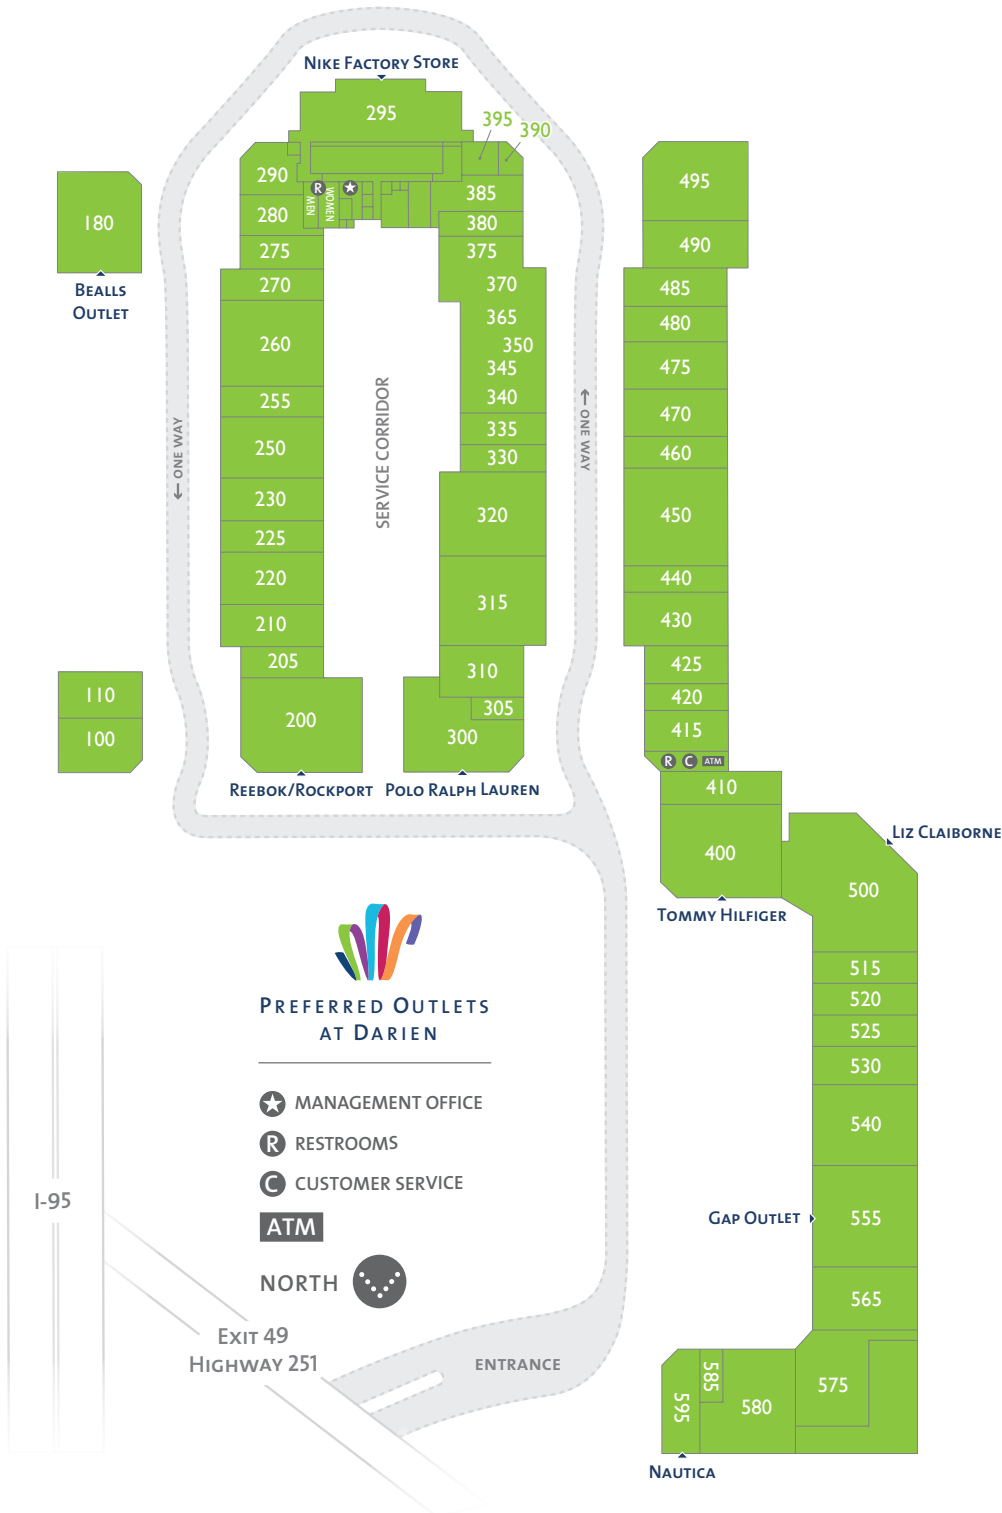 Nike Factory Store
295
395
390
290
R
MEN
WOMEN
385
280
380
275
375
270
370
365
260
350
345
255
340
250
335
330
230
320
225
220
315
210
205
310
305
200
300
Reebok/Rockport
Polo Ralph Lauren
SERVICE CORRIDOR
ONE WAY
ONE WAY
180
Bealls
Outlet
110
100
495
490
485
480
475
470
460
450
440
430
425
420
415
R
C
ATM
410
400
Tommy Hilfiger
Liz Claiborne
500
515
520
525
530
540
Gap Outlet
555
565
575
580
585
595
Nautica
Preferred Outlets
at Darien
MANAGEMENT OFFICE
R RESTROOMS
C CUSTOMER SERVICE
ATM
NORTH
I-95
Exit 49
Highway 251
ENTRANCE